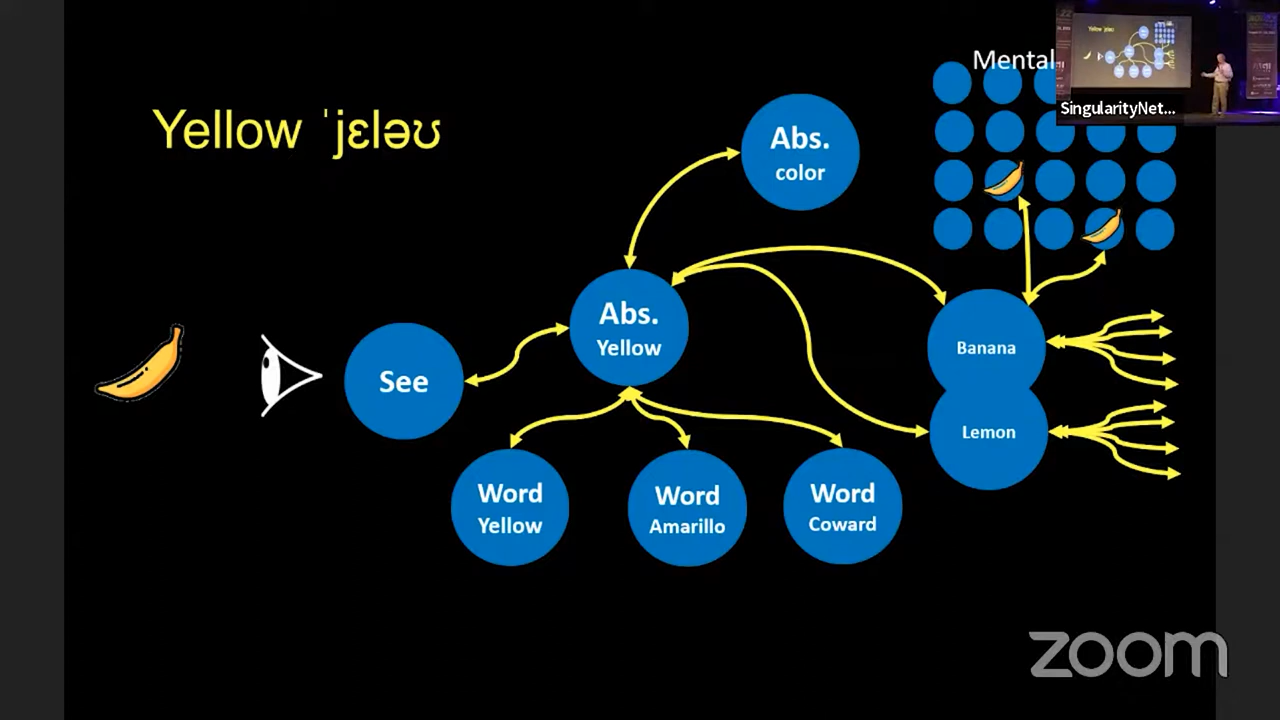 Yellow ˈjɛləʊ
Mental
SingularityNet...
Abs.
color
Abs.
Yellow
See
Banana
Lemon
Word
Yellow
Word
Amarillo
Word
Coward
zoom